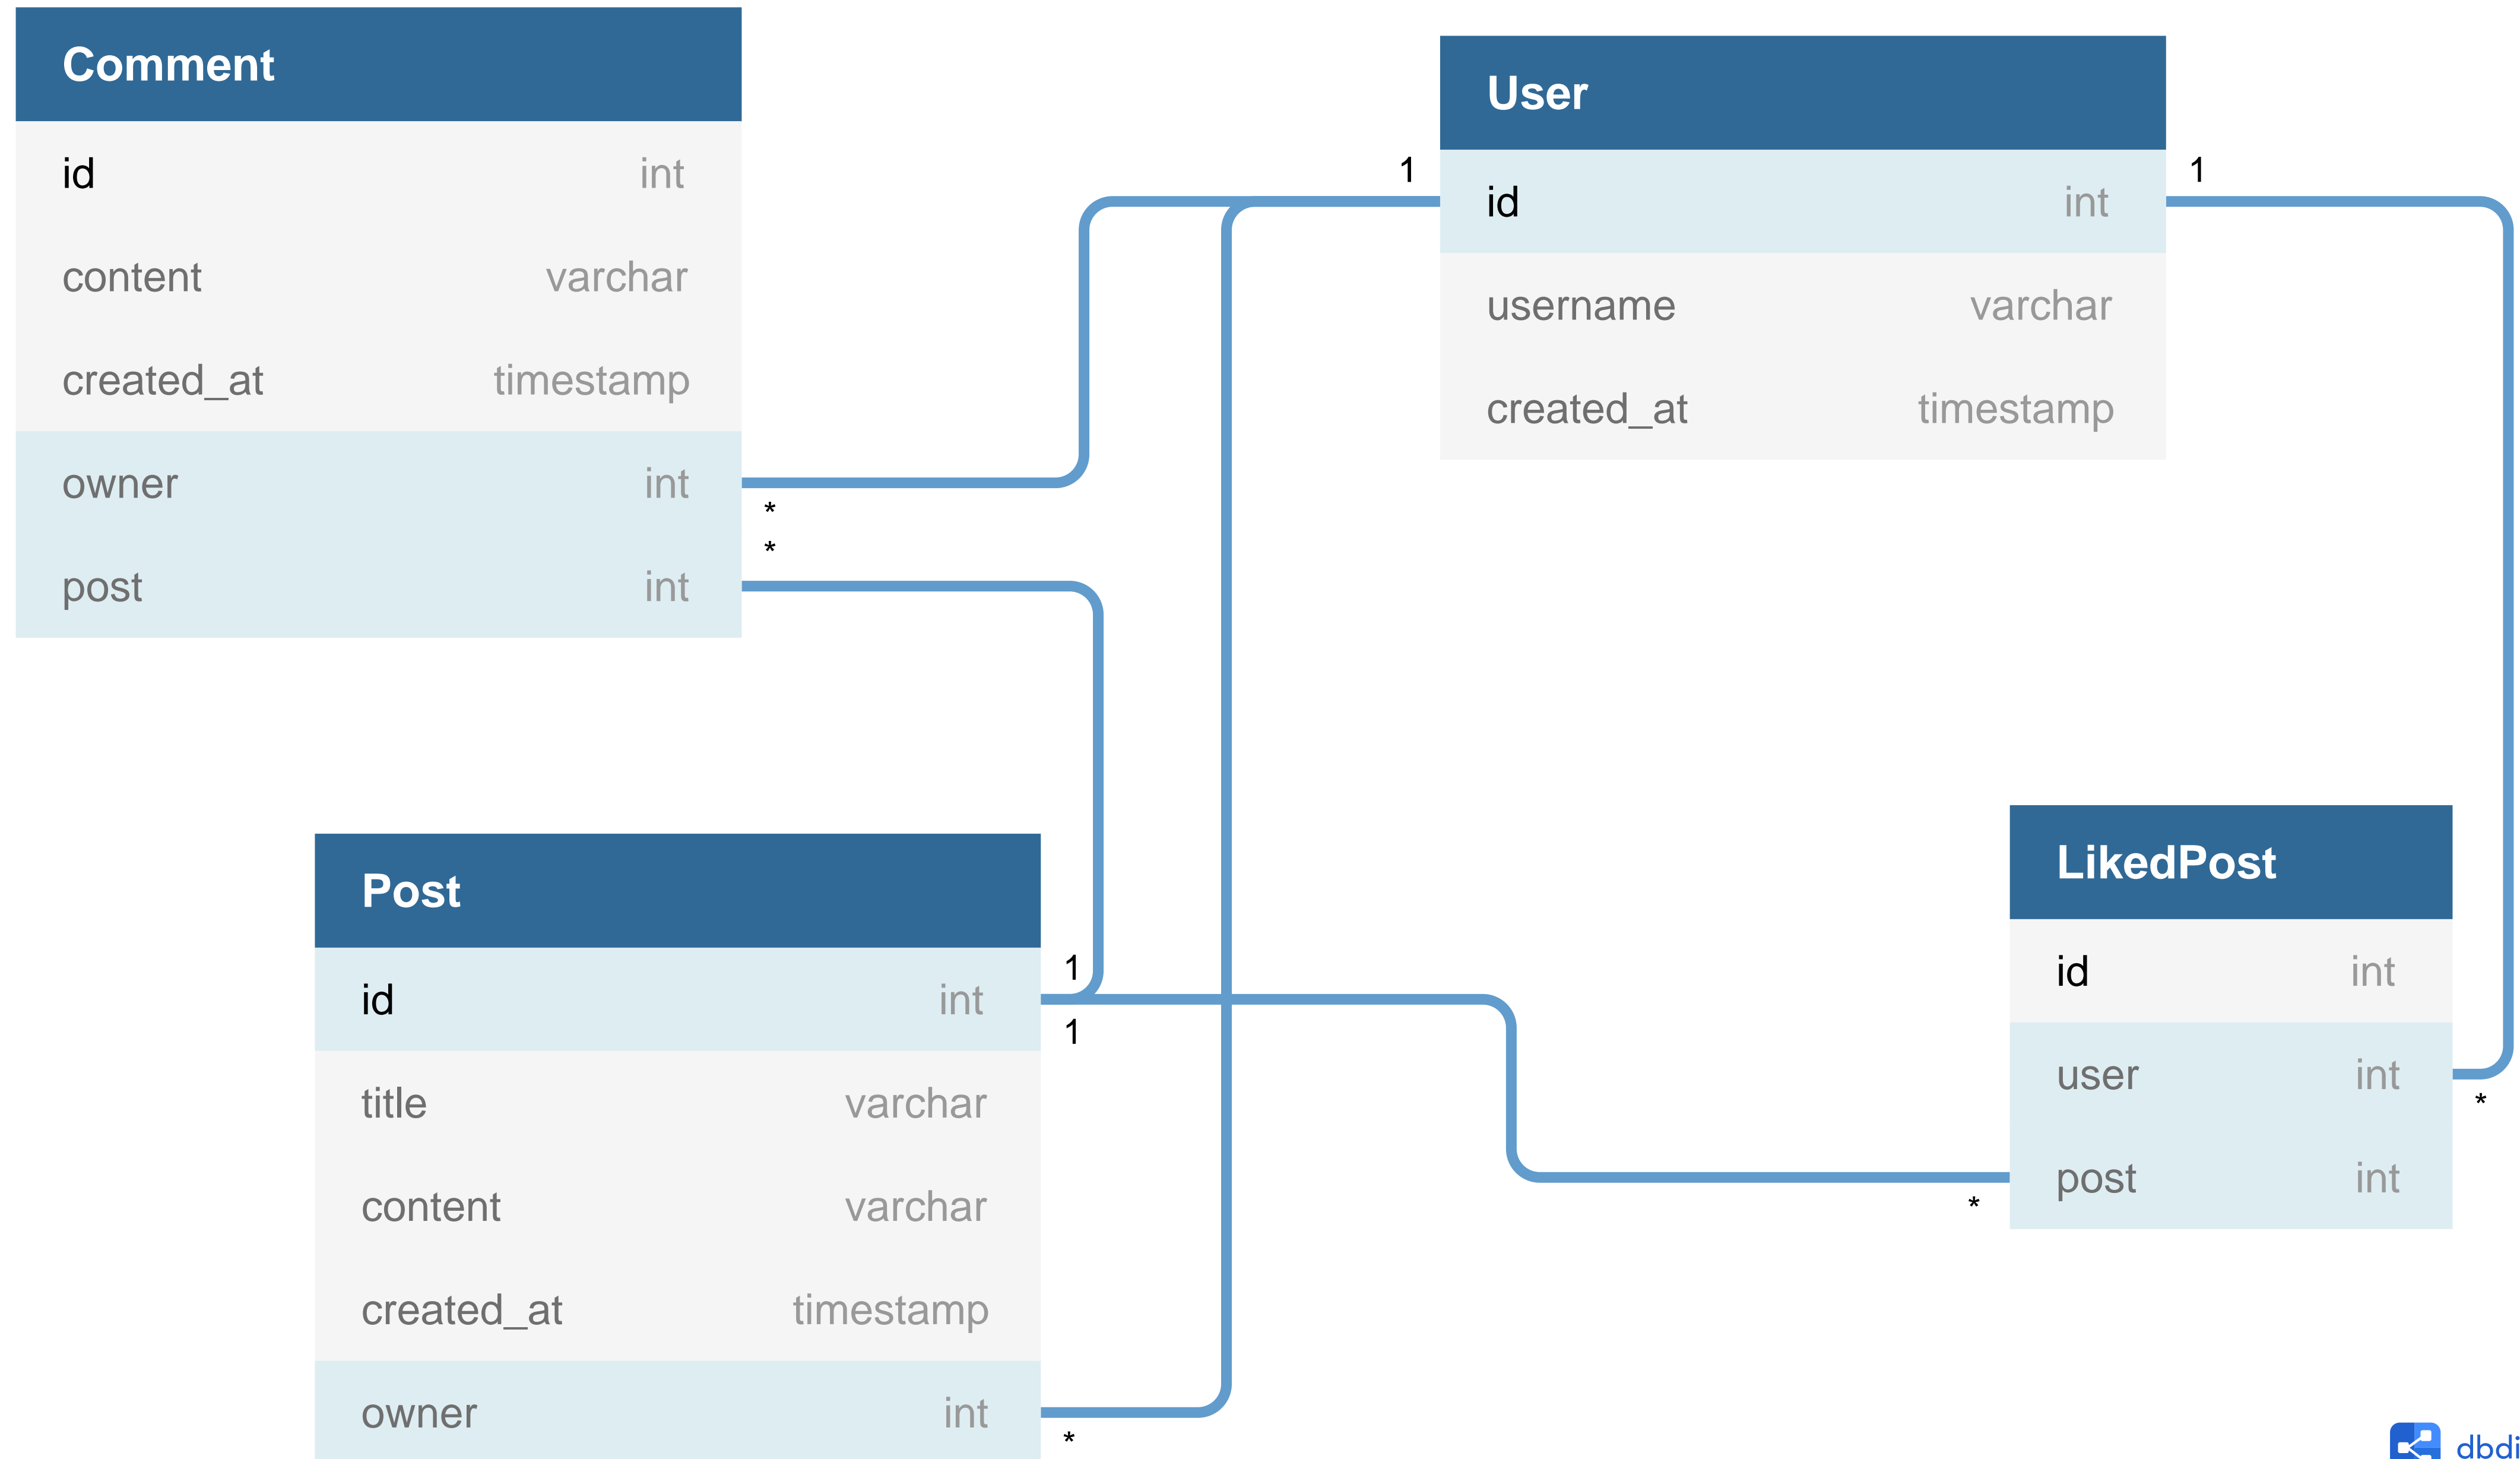 Comment
id int
content varchar
created_at timestamp
owner int
*
*
post int
User
1 1
id int
username varchar
created_at timestamp
Post
1
id int
1
title varchar
content varchar
created_at timestamp
owner int
*
LikedPost
id int
user int
*
post int
*